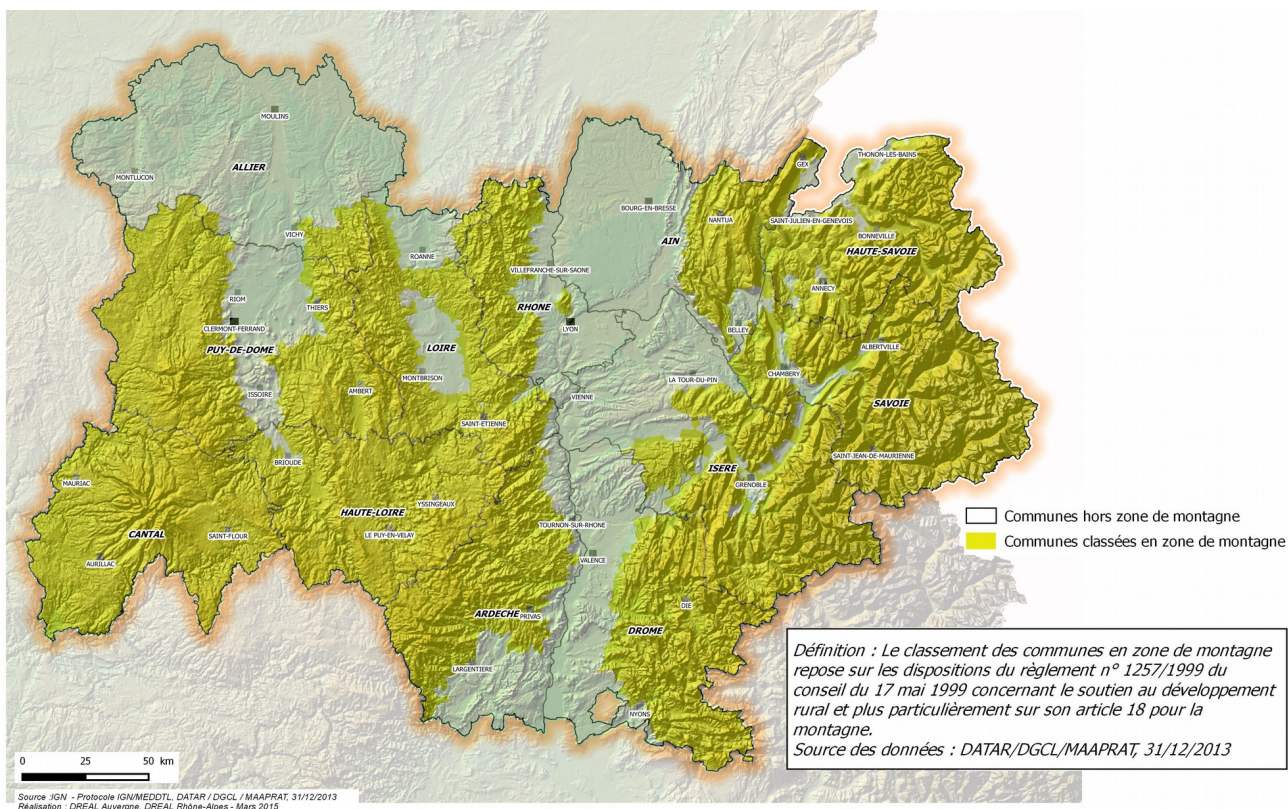 MOULINS
ALLIER
MONTLUCON
VICHY
ROANNE
RIOM
THIERS
CLERMONT-FERRAND
PUY-DE-DOME
ISSOIRE
AMBERT
LOIRE
MONTBRISON
SAINT-ETIENNE
BRIOUDE
MAURIAC
CANTAL
SAINT-FLOUR
AURILLAC
HAUTE-LOIRE
YSSINGEAUX
LE PUY-EN-VELAY
BOURG-EN-BRESSE
AIN
VILLEFRANCHE-SUR-SAONE
RHONE
LYON
NANTUA
GEX
THONON-LES-BAINS
SAINT-JULIEN-EN-GENEVOIS
BONNEVILLE
HAUTE-SAVOIE
ANNECY
BELLEY
ALBERTVILLE
CHAMBERY
LA TOUR-DU-PIN
VIENNE
SAVOIE
SAINT-JEAN-DE-MAURIENNE
ISERE
GRENOBLE
TOURNON-SUR-RHONE
VALENCE
ARDECHE
PRIVAS
LARGENTIERE
DIE
DROME
NYONS
Communes hors zone de montagne
Communes classées en zone de montagne
Définition : Le classement des communes en zone de montagne
repose sur les dispositions du règlement n° 1257/1999 du
conseil du 17 mai 1999 concernant le soutien au développement
rural et plus particulièrement sur son article 18 pour la
montagne.
Source des données : DATAR/DGCL/MAAPRAT, 31/12/2013
0 25 50 km
Source :IGN - Protocole IGN/MEDDTL, DATAR / DGCL / MAAPRAT, 31/12/2013
Réalisation : DREAL Auvergne, DREAL Rhône-Alpes - Mars 2015